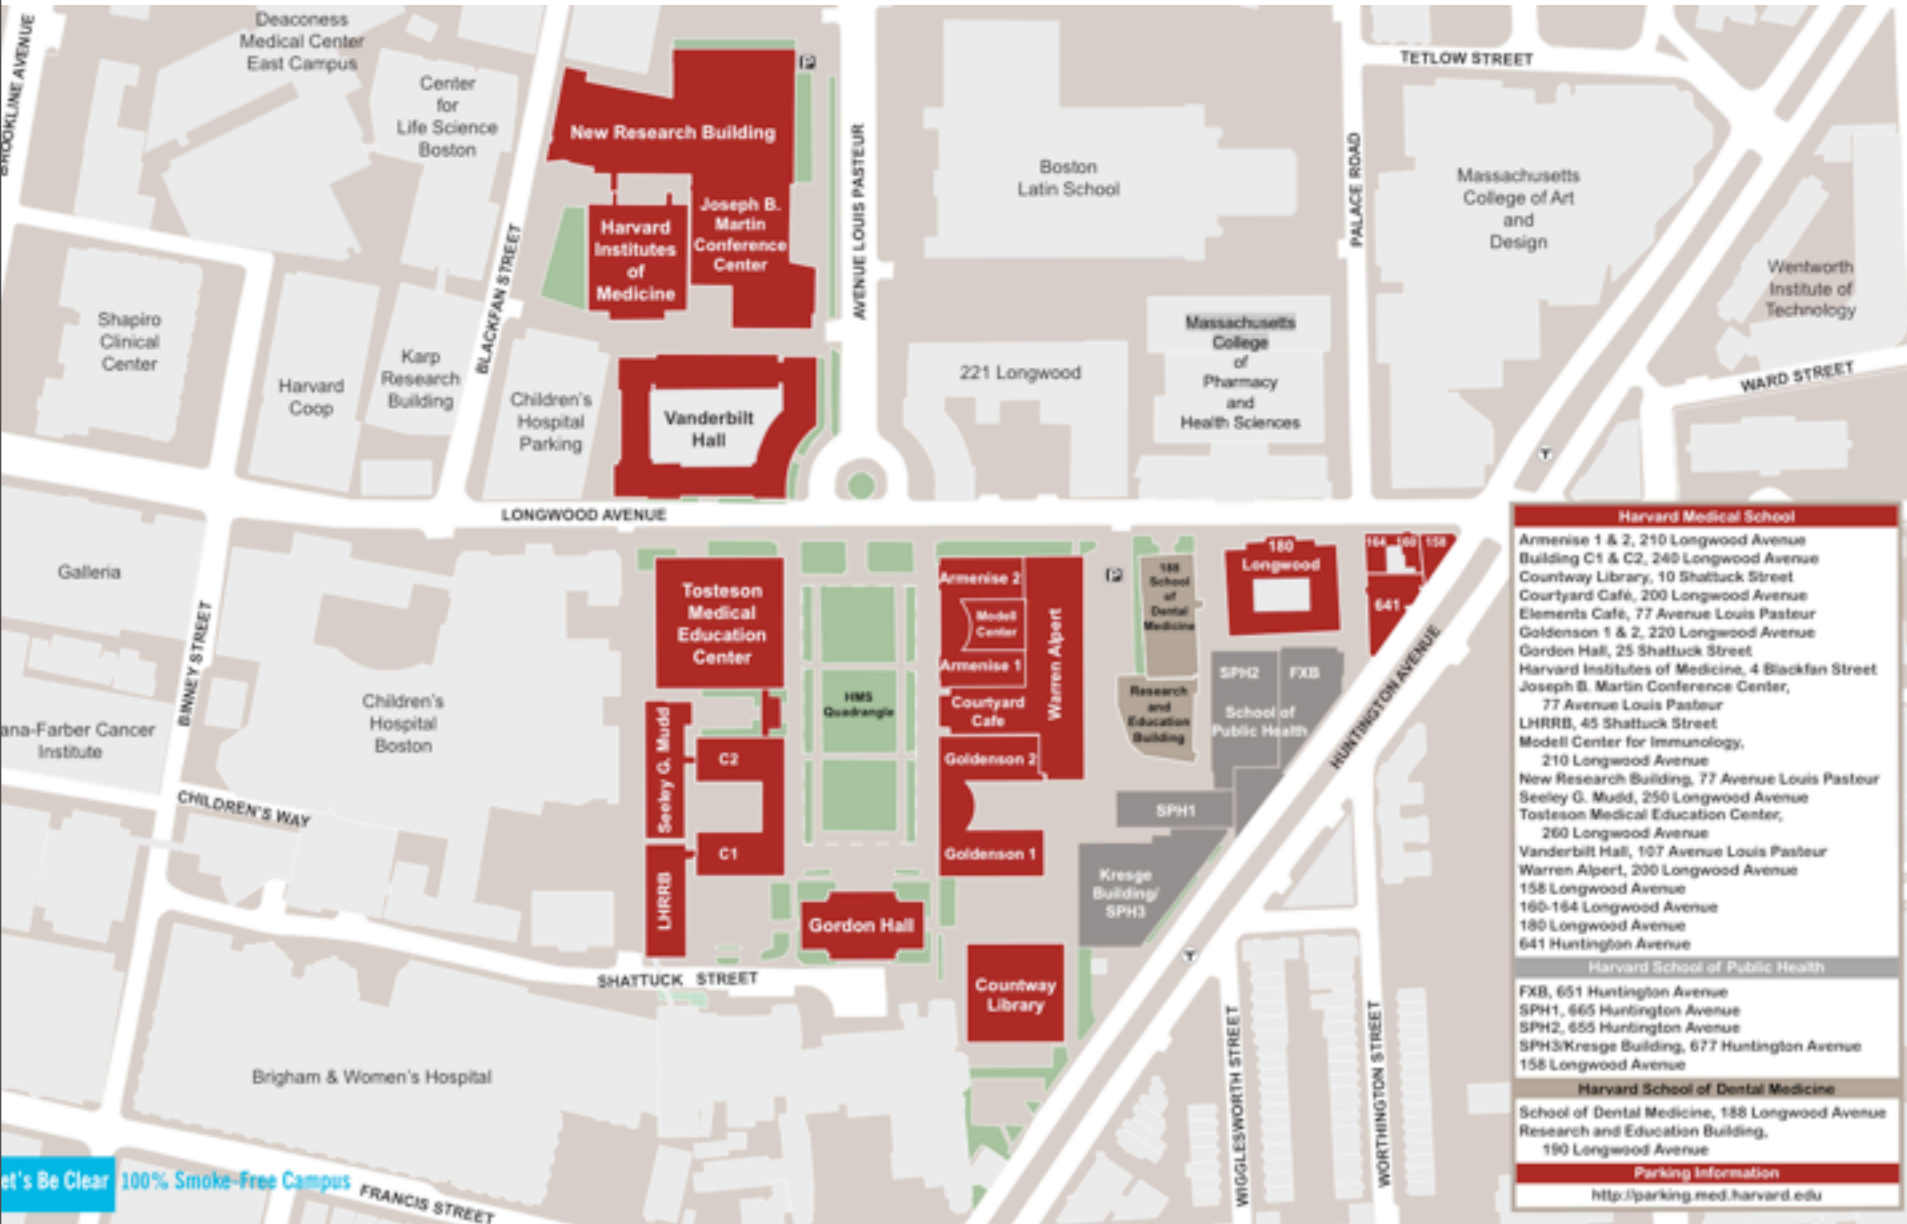 BROOKLINE AVENUE
Deaconess
Medical Center
East Campus
Center
for
Life Science
Boston
New Research Building
Joseph B.
Martin
Conference
Center
Harvard
Institutes
of
Medicine
P
AVENUE LOUIS PASTEUR
BLACKFAN STREET
Boston
Latin School
PALACE ROAD
TETLOW STREET
Massachusetts
College of Art
and
Design
Wentworth
Institute of
Technology
WARD STREET
Shapiro
Clinical
Center
Harvard
Coop
Karp
Research
Building
Children's
Hospital
Parking
Vanderbilt
Hall
221 Longwood
Massachusetts
College
of
Pharmacy
and
Health Sciences
T
LONGWOOD AVENUE
Galleria
BINNEY STREET
ana-Farber Cancer
Institute
CHILDREN'S WAY
Children's
Hospital
Boston
Tosteson
Medical
Education
Center
Seeley G. Mudd
C2
C1
LHRRB
HMS
Quadrangle
Armenise 2
Modell
Center
Armenise 1
Courtyard
Cafe
Warren Alpert
Goldenson 2
Goldenson 1
Gordon Hall
P
188
School
of
Dental
Medicine
Research
and
Education
Building
180
Longwood
164 160 158
641
SPH2 FXB
School of
Public Health
SPH1
Kresge
Building/
SPH3
HUNTINGTON AVENUE
T
SHATTUCK STREET
Countway
Library
Brigham & Women's Hospital
WIGGLESWORTH STREET
WORTHINGTON STREET
FRANCIS STREET
et's Be Clear 100% Smoke-Free Campus
Harvard Medical School
Armenise 1 & 2, 210 Longwood Avenue
Building C1 & C2, 240 Longwood Avenue
Countway Library, 10 Shattuck Street
Courtyard Café, 200 Longwood Avenue
Elements Café, 77 Avenue Louis Pasteur
Goldenson 1 & 2, 220 Longwood Avenue
Gordon Hall, 25 Shattuck Street
Harvard Institutes of Medicine, 4 Blackfan Street
Joseph B. Martin Conference Center,
77 Avenue Louis Pasteur
LHRRB, 45 Shattuck Street
Modell Center for Immunology,
210 Longwood Avenue
New Research Building, 77 Avenue Louis Pasteur
Seeley G. Mudd, 250 Longwood Avenue
Tosteson Medical Education Center,
260 Longwood Avenue
Vanderbilt Hall, 107 Avenue Louis Pasteur
Warren Alpert, 200 Longwood Avenue
158 Longwood Avenue
160-164 Longwood Avenue
180 Longwood Avenue
641 Huntington Avenue
Harvard School of Public Health
FXB, 651 Huntington Avenue
SPH1, 665 Huntington Avenue
SPH2, 655 Huntington Avenue
SPH3/Kresge Building, 677 Huntington Avenue
158 Longwood Avenue
Harvard School of Dental Medicine
School of Dental Medicine, 188 Longwood Avenue
Research and Education Building,
190 Longwood Avenue
Parking Information
http://parking.med.harvard.edu